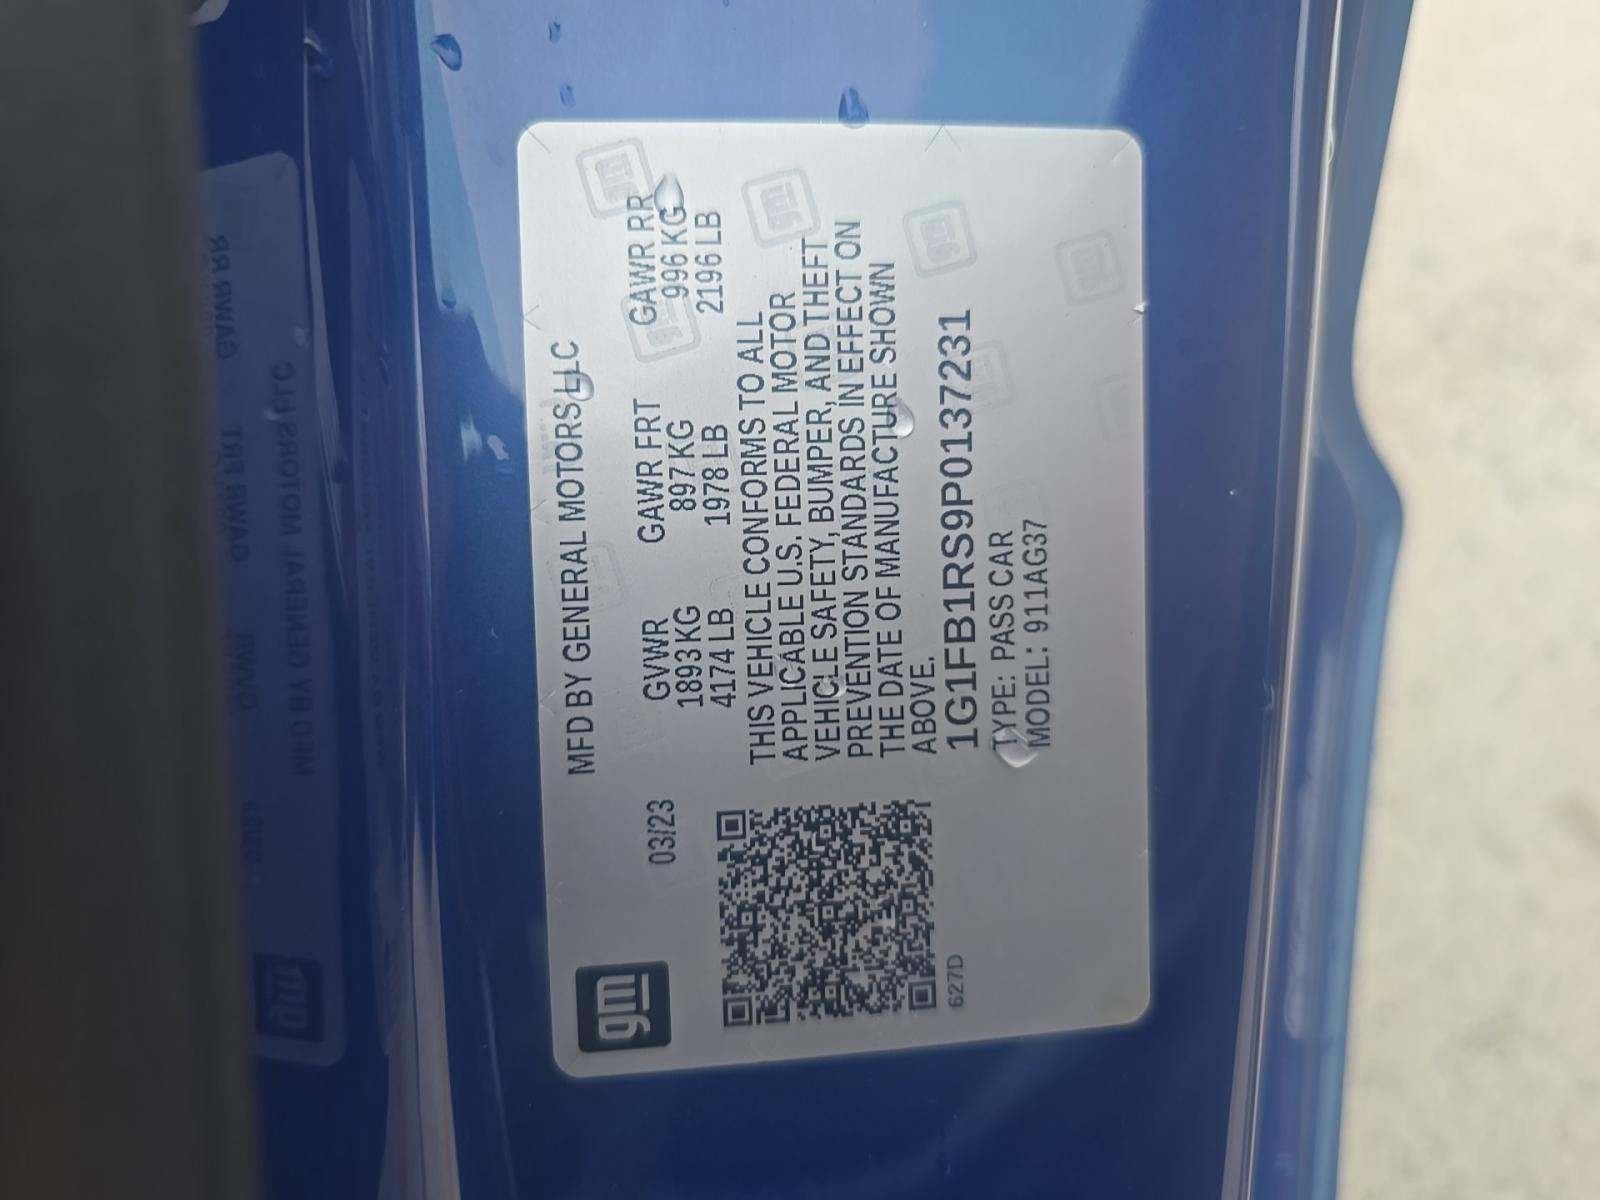 gm
MFD BY GENERAL MOTORS LLC
03/23
GVWR GAWR FRT GAWR RR
1893 KG 897 KG 996 KG
4174 LB 1978 LB 2196 LB
THIS VEHICLE CONFORMS TO ALL
APPLICABLE U.S. FEDERAL MOTOR
VEHICLE SAFETY, BUMPER, AND THEFT
PREVENTION STANDARDS IN EFFECT ON
THE DATE OF MANUFACTURE SHOWN
ABOVE.
1G1FB1RS9P0137231
TYPE: PASS CAR
MODEL: 911AG37
627D